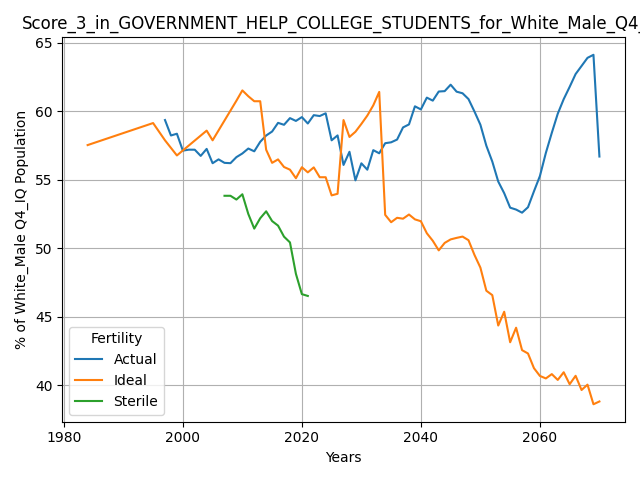 Score_3_in_GOVERNMENT_HELP_COLLEGE_STUDENTS_for_White_Male_Q4_
% of White_Male Q4_IQ Population
65
60
55
50
45
40
Fertility
Actual
Ideal
Sterile
1980 2000 2020 2040 2060
Years